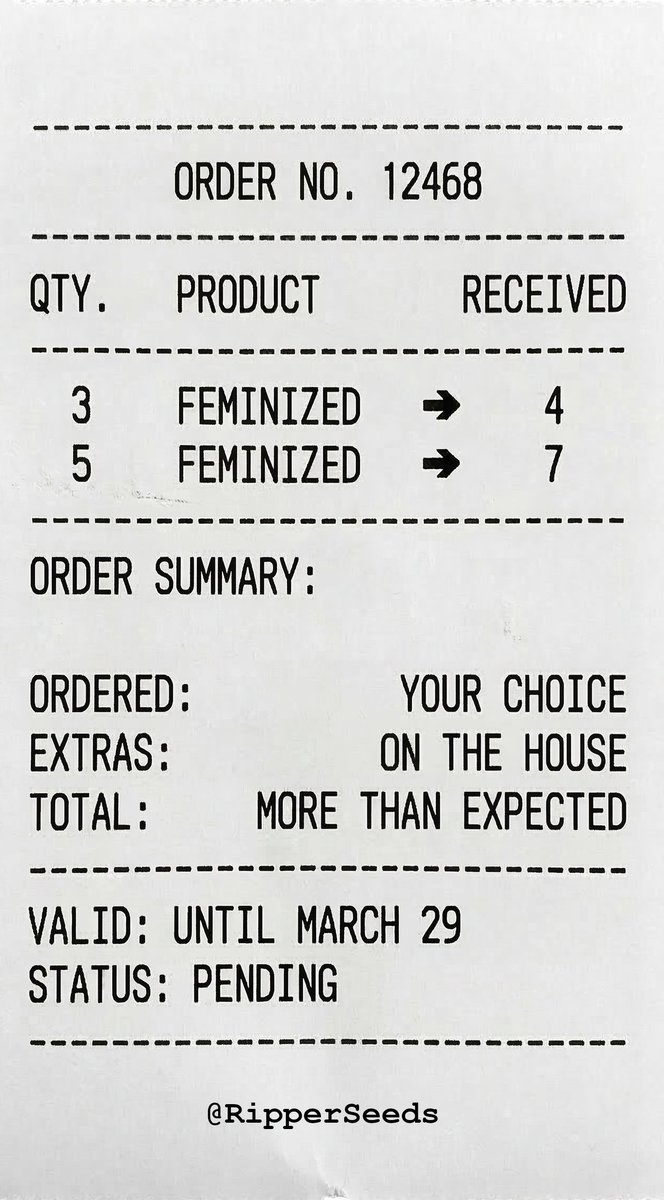 ORDER NO. 12468
QTY. PRODUCT RECEIVED
3 FEMINIZED → 4
5 FEMINIZED → 7
ORDER SUMMARY:
ORDERED: YOUR CHOICE
EXTRAS: ON THE HOUSE
TOTAL: MORE THAN EXPECTED
VALID: UNTIL MARCH 29
STATUS: PENDING
@RipperSeeds